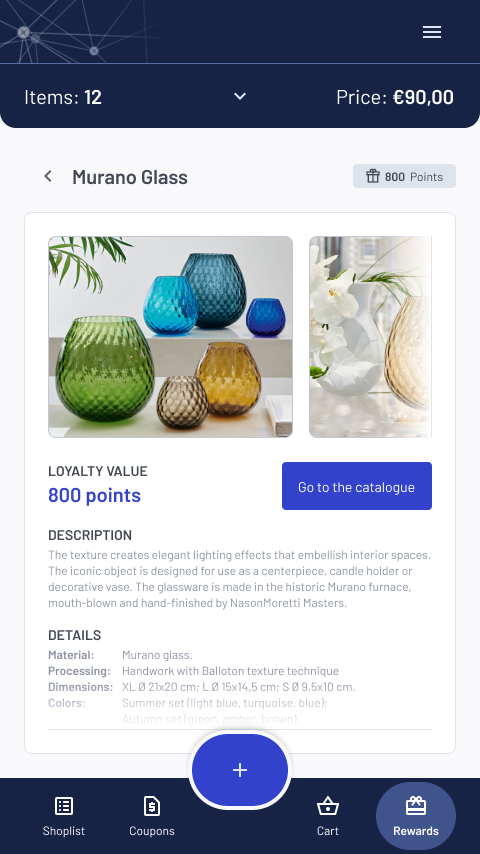 Items: 12
Price: €90,00
Murano Glass
800 Points
LOYALTY VALUE
800 points
Go to the catalogue
DESCRIPTION
The texture creates elegant lighting effects that embellish interior spaces.
The iconic object is designed for use as a centerpiece, candle holder or
decorative vase. The glassware is made in the historic Murano furnace,
mouth-blown and hand-finished by NasonMoretti Masters.
DETAILS
Material: Murano glass.
Processing: Handwork with Balloton texture technique
Dimensions: XL Ø 21x20 cm; L Ø 15x14,5 cm; S Ø 9,5x10 cm.
Colors: Summer set (light blue, turquoise, blue);
Autumn set (green, amber, brown).
Shoplist
Coupons
Cart
Rewards